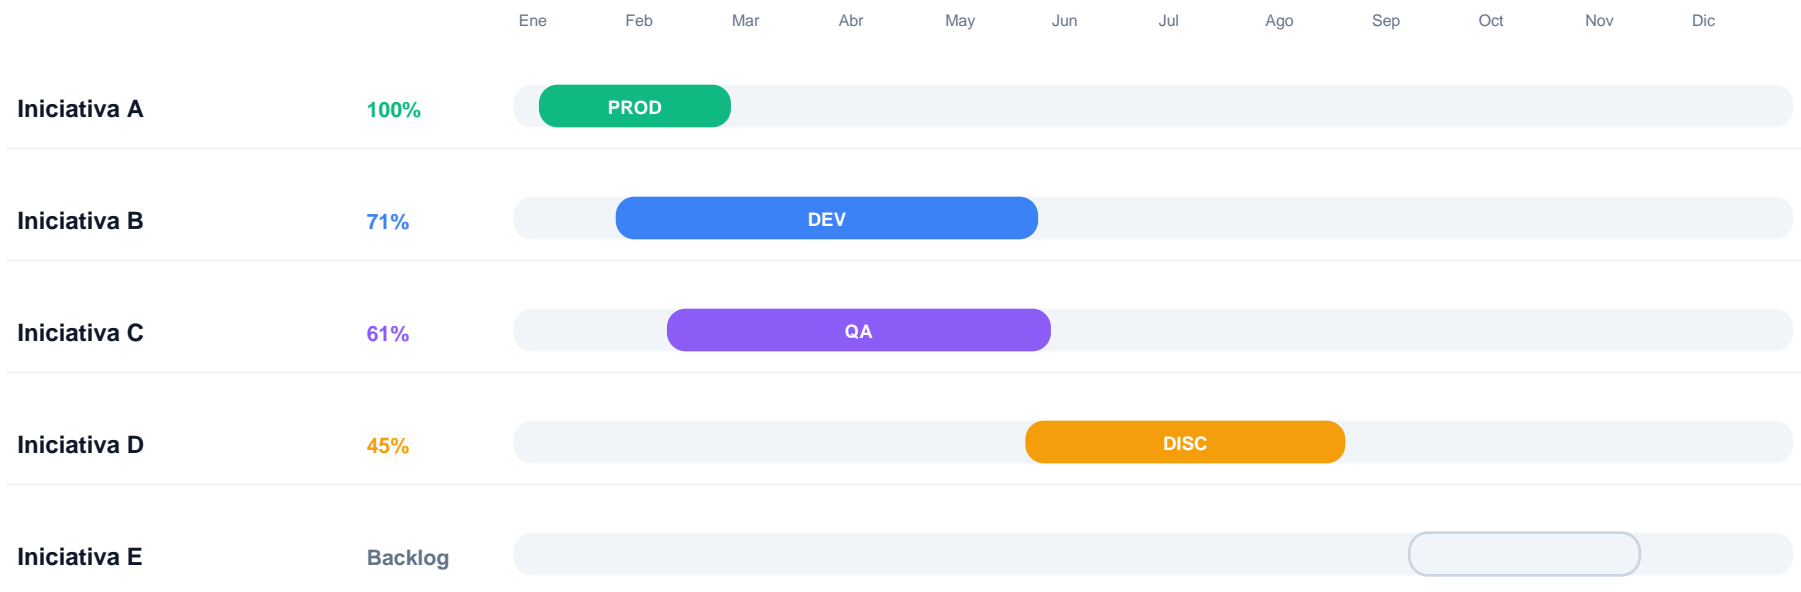 Ene Feb Mar Abr May Jun Jul Ago Sep Oct Nov Dic
Iniciativa A 100% PROD
Iniciativa B 71% DEV
Iniciativa C 61% QA
Iniciativa D 45% DISC
Iniciativa E Backlog